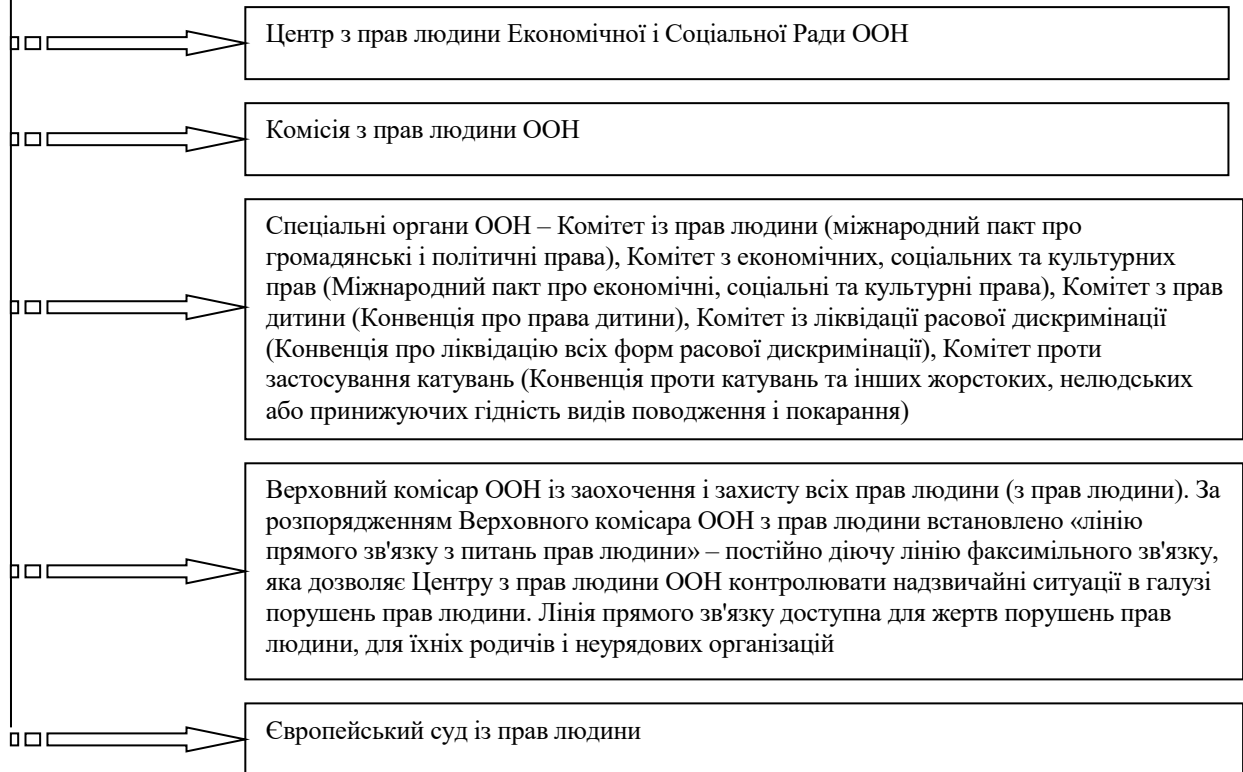 Центр з прав людини Економічної і Соціальної Ради ООН
Комісія з прав людини ООН
Спеціальні органи ООН – Комітет із прав людини (міжнародний пакт про
громадянські і політичні права), Комітет з економічних, соціальних та культурних
прав (Міжнародний пакт про економічні, соціальні та культурні права), Комітет з прав
дитини (Конвенція про права дитини), Комітет із ліквідації расової дискримінації
(Конвенція про ліквідацію всіх форм расової дискримінації), Комітет проти
застосування катувань (Конвенція проти катувань та інших жорстоких, нелюдських
або принижуючих гідність видів поводження і покарання)
Верховний комісар ООН із заохочення і захисту всіх прав людини (з прав людини). За
розпорядженням Верховного комісара ООН з прав людини встановлено «лінію
прямого зв'язку з питань прав людини» – постійно діючу лінію факсимільного зв'язку,
яка дозволяє Центру з прав людини ООН контролювати надзвичайні ситуації в галузі
порушень прав людини. Лінія прямого зв'язку доступна для жертв порушень прав
людини, для їхніх родичів і неурядових організацій
Європейський суд із прав людини